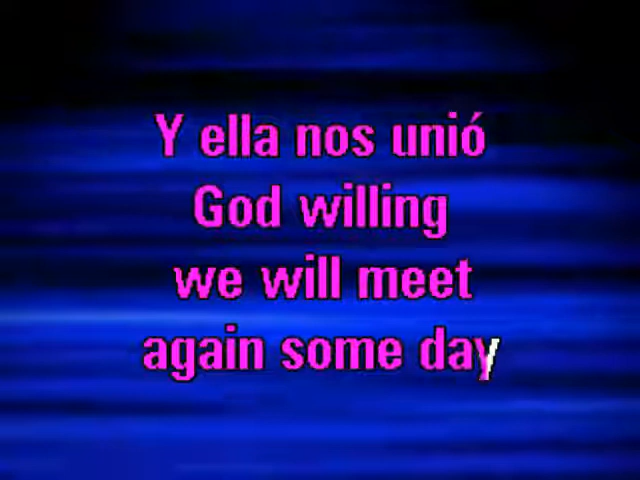 Y ella nos unió
God willing
we will meet
again some day